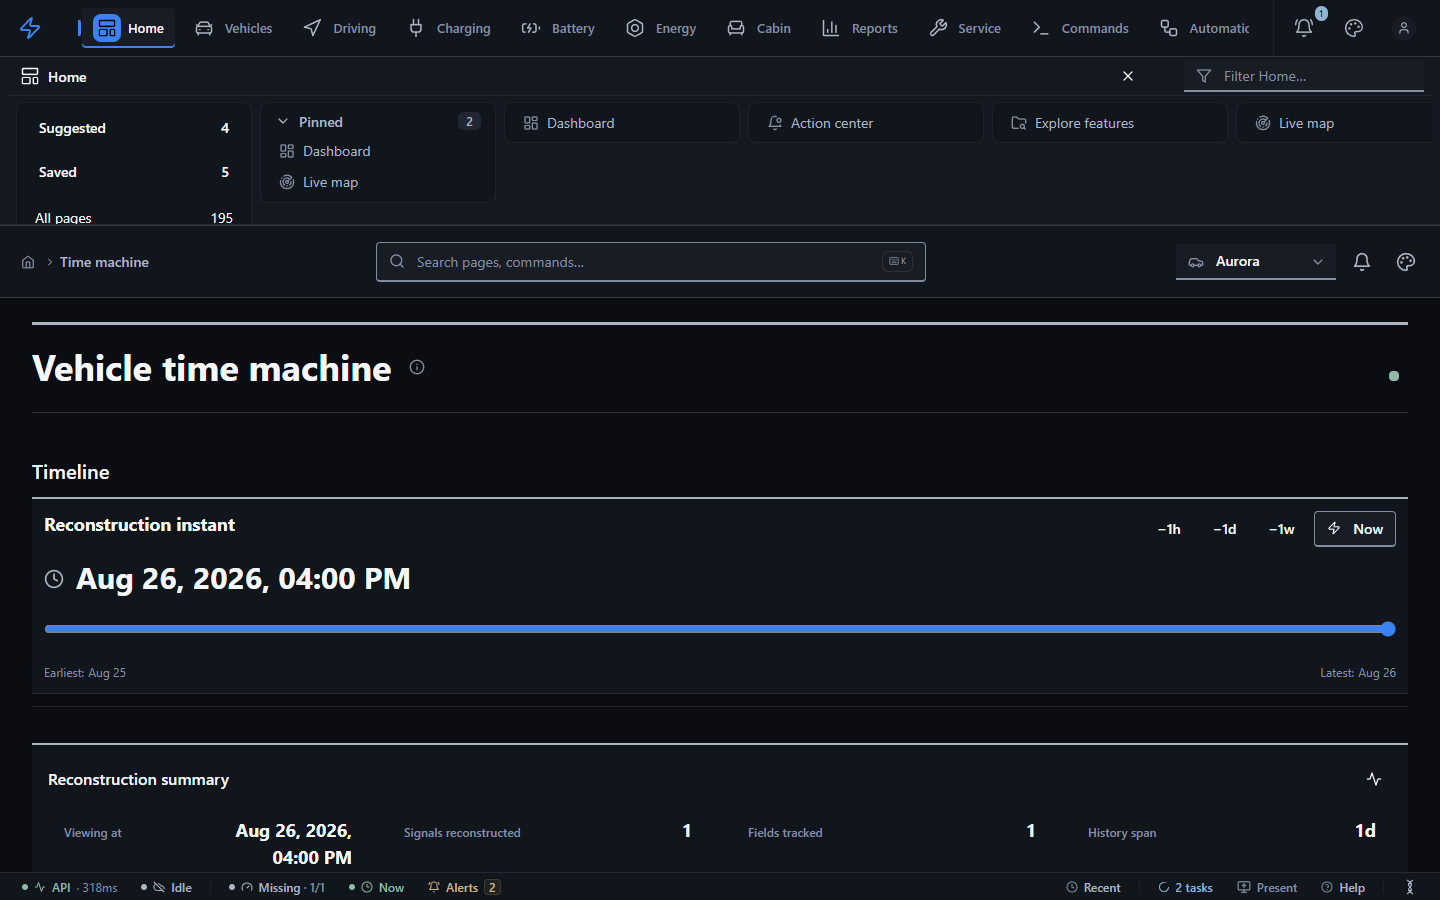 Home
Vehicles
Driving
Charging
Battery
Energy
Cabin
Reports
Service
Commands
Automatic
1
Home
Filter Home...
Suggested 4
Saved 5
All pages 195
Pinned 2
Dashboard
Live map
Dashboard
Action center
Explore features
Live map
Time machine
Search pages, commands...
K
Aurora
Vehicle time machine
Timeline
Reconstruction instant
−1h
−1d
−1w
Now
Aug 26, 2026, 04:00 PM
Earliest: Aug 25
Latest: Aug 26
Reconstruction summary
Viewing at
Aug 26, 2026,
04:00 PM
Signals reconstructed 1
Fields tracked 1
History span 1d
API · 318ms
Idle
Missing · 1/1
Now
Alerts 2
Recent
2 tasks
Present
Help